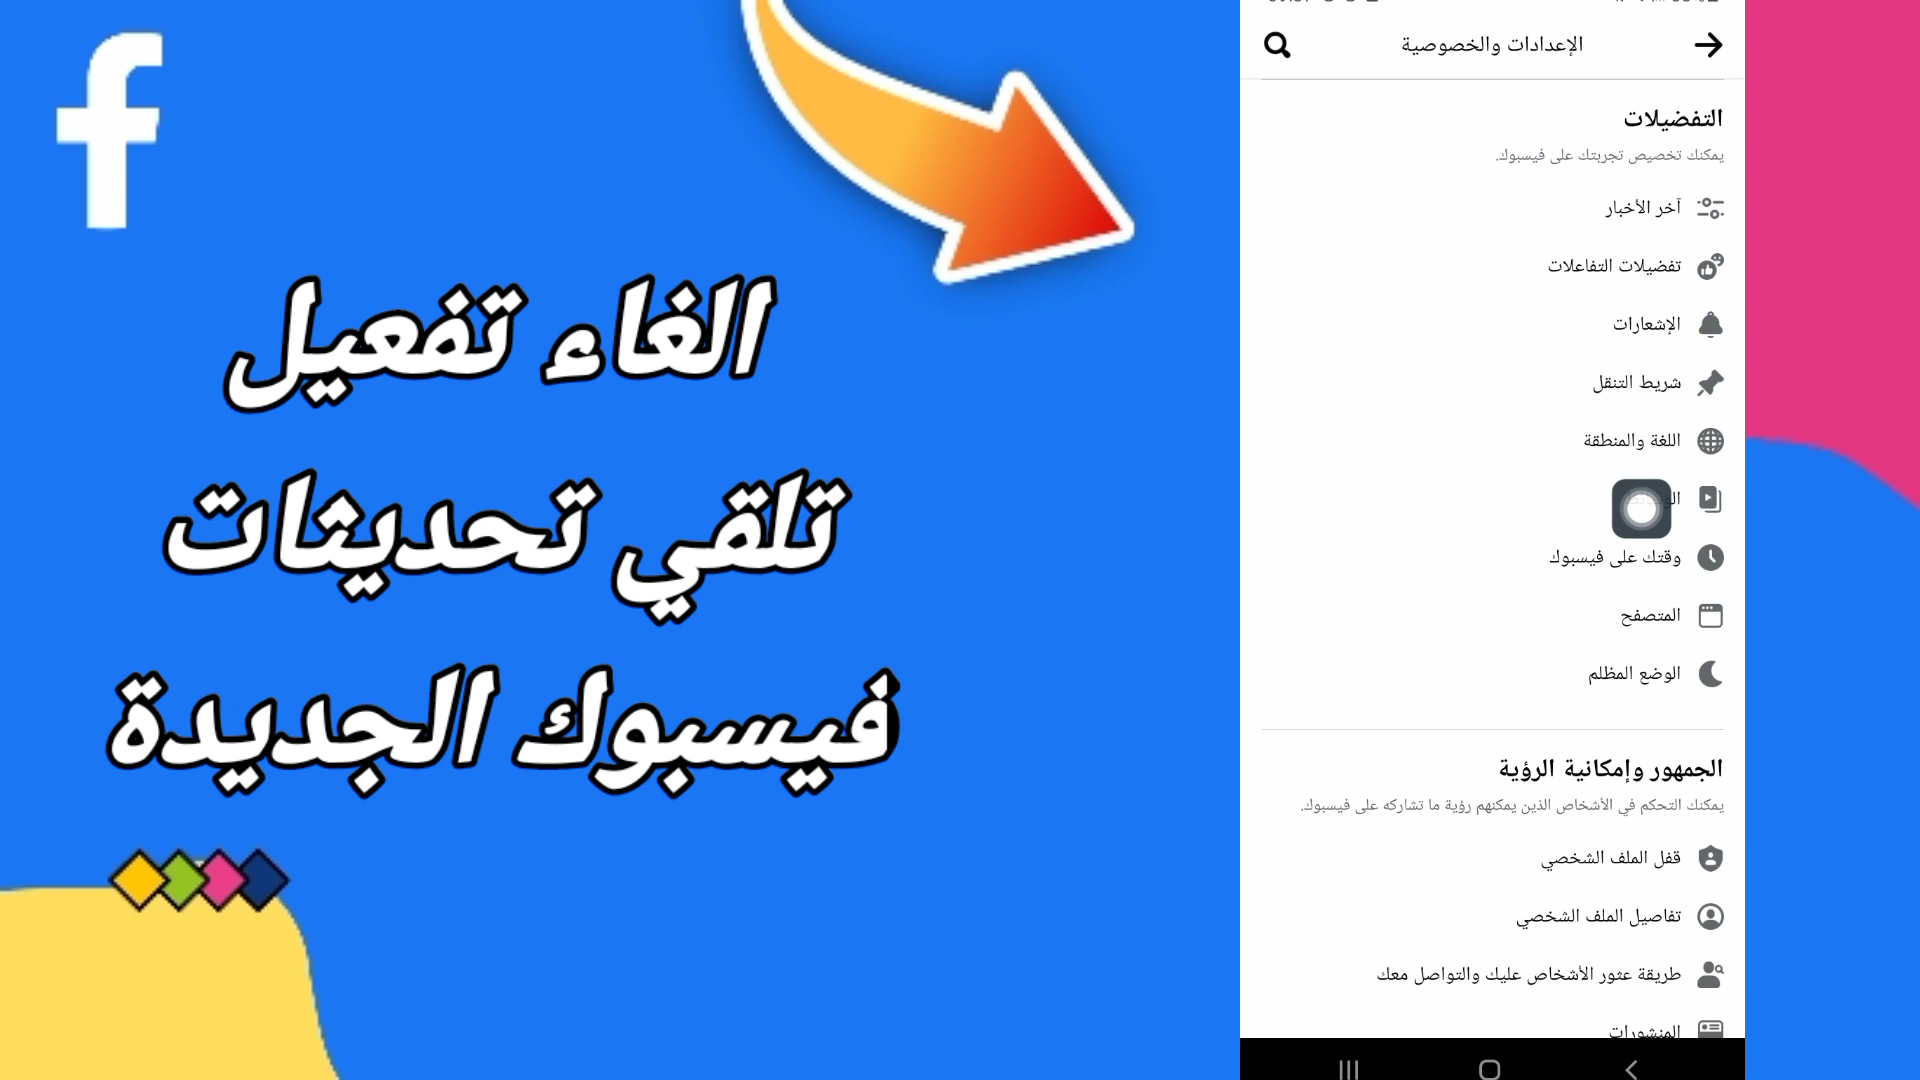 الغاء تفعيل
تلقي تحديثات
فيسبوك الجديدة
الإعدادات والخصوصية
التفضيلات
يمكنك تخصيص تجربتك على فيسبوك.
آخر الأخبار
تفضيلات التفاعلات
الإشعارات
شريط التنقل
اللغة والمنطقة
وقتك على فيسبوك
المتصفح
الوضع المظلم
الجمهور وإمكانية الرؤية
يمكنك التحكم في الأشخاص الذين يمكنهم رؤية ما تشاركه على فيسبوك.
قفل الملف الشخصي
تفاصيل الملف الشخصي
طريقة عثور الأشخاص عليك والتواصل معك
المنشورات